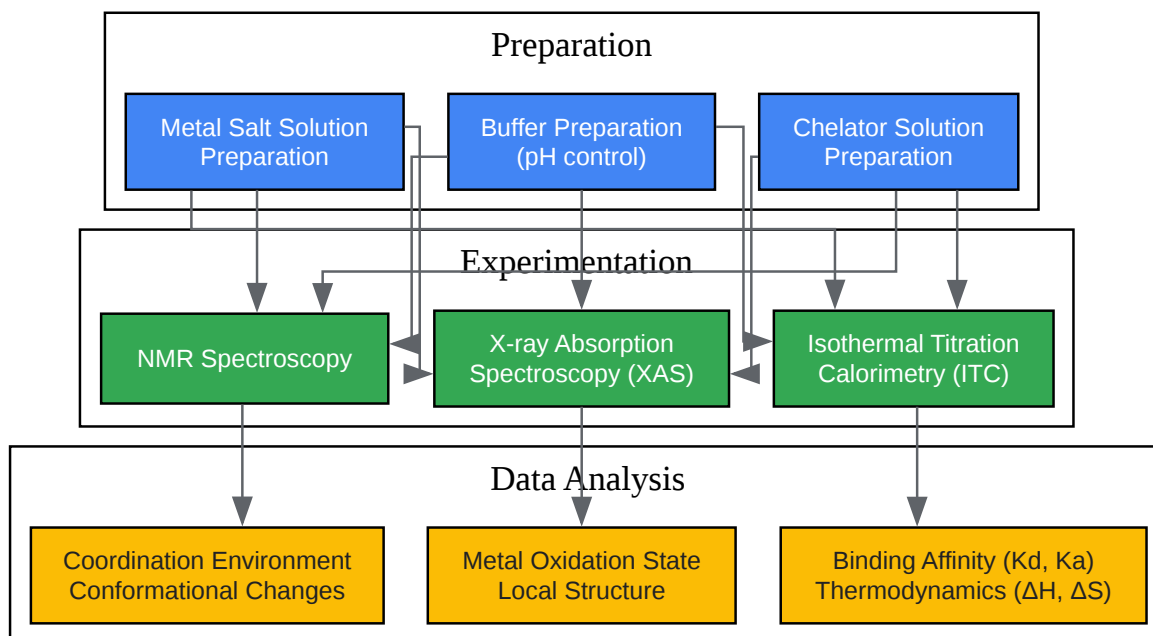 Preparation
Metal Salt Solution
Preparation
Buffer Preparation
(pH control)
Chelator Solution
Preparation
Experimentation
NMR Spectroscopy
X-ray Absorption
Spectroscopy (XAS)
Isothermal Titration
Calorimetry (ITC)
Data Analysis
Coordination Environment
Conformational Changes
Metal Oxidation State
Local Structure
Binding Affinity (Kd, Ka)
Thermodynamics (ΔH, ΔS)